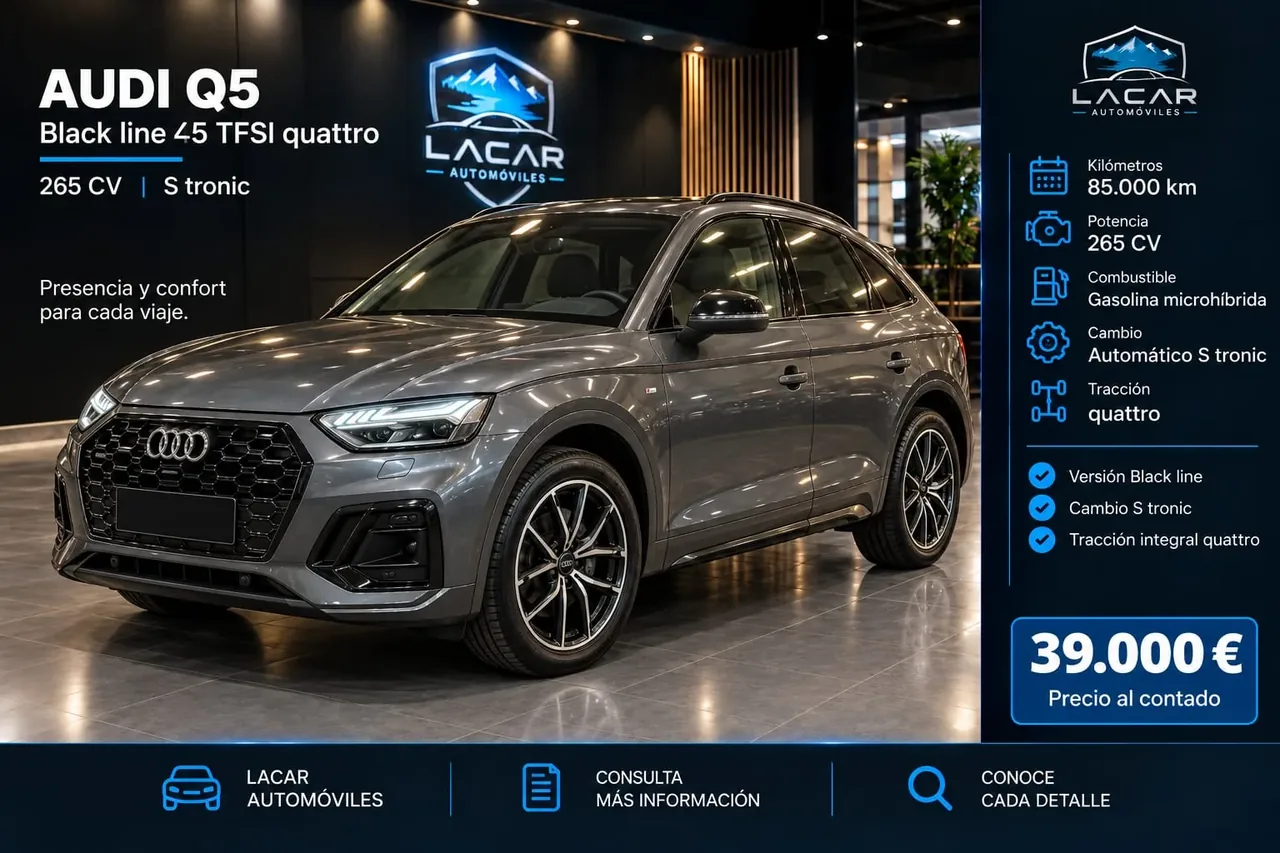 AUDI Q5
Black line 45 TFSI quattro
265 CV | S tronic
Presencia y confort
para cada viaje.
LACAR
AUTOMÓVILES
LACAR
AUTOMÓVILES
Kilómetros
85.000 km
Potencia
265 CV
Combustible
Gasolina microhíbrida
Cambio
Automático S tronic
Tracción
quattro
Versión Black line
Cambio S tronic
Tracción integral quattro
39.000 €
Precio al contado
LACAR
AUTOMÓVILES
CONSULTA
MÁS INFORMACIÓN
CONOCE
CADA DETALLE